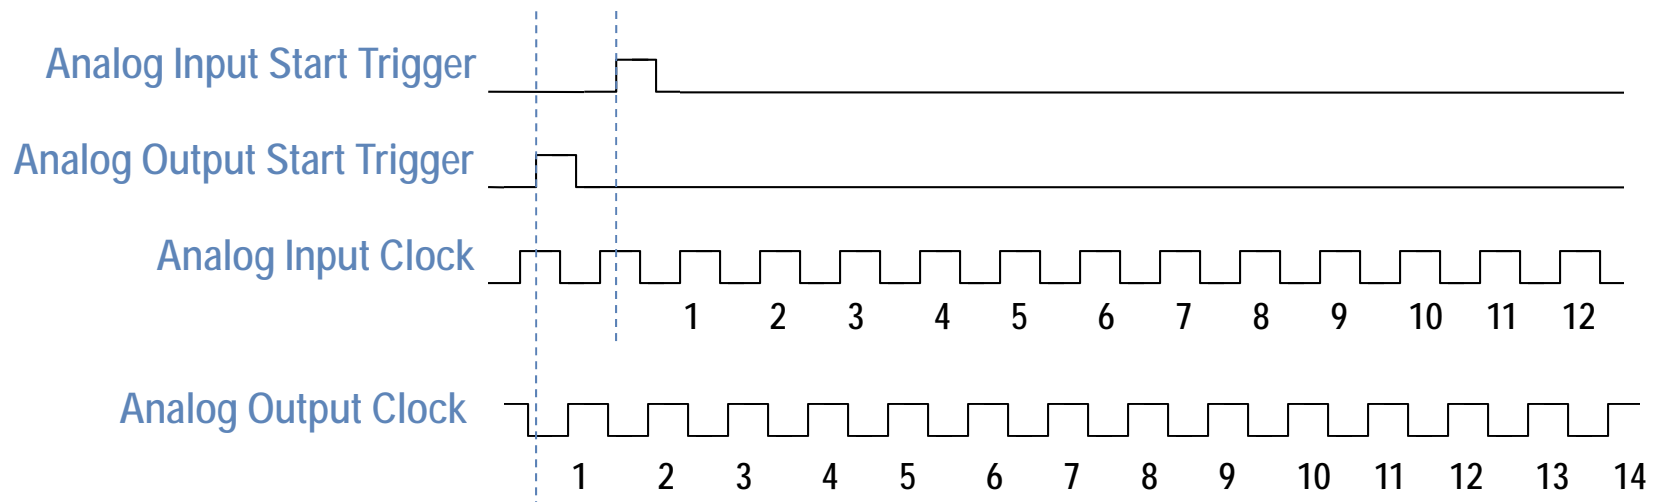 Analog Input Start Trigger
Analog Output Start Trigger
Analog Input Clock
1 2 3 4 5 6 7 8 9 10 11 12
Analog Output Clock
1 2 3 4 5 6 7 8 9 10 11 12 13 14